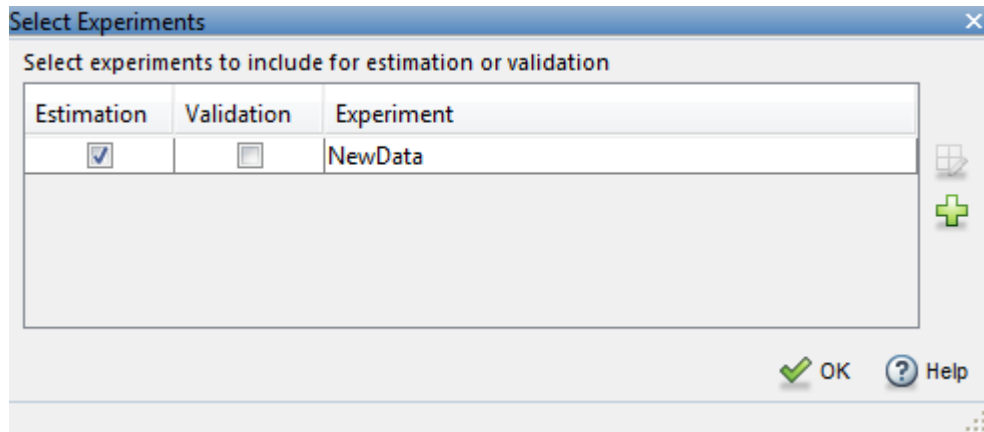 Select Experiments
Select experiments to include for estimation or validation
Estimation Validation Experiment
NewData
OK Help